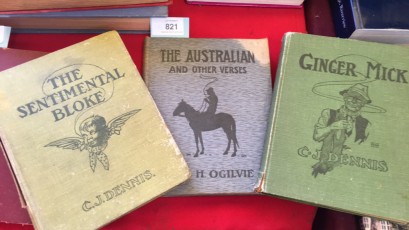 821
THE
SENTIMENTAL
BLOKE
C.J. DENNIS.
THE AUSTRALIAN
AND OTHER VERSES
H OGILVIE
GINGER MICK
C.J. DENNIS